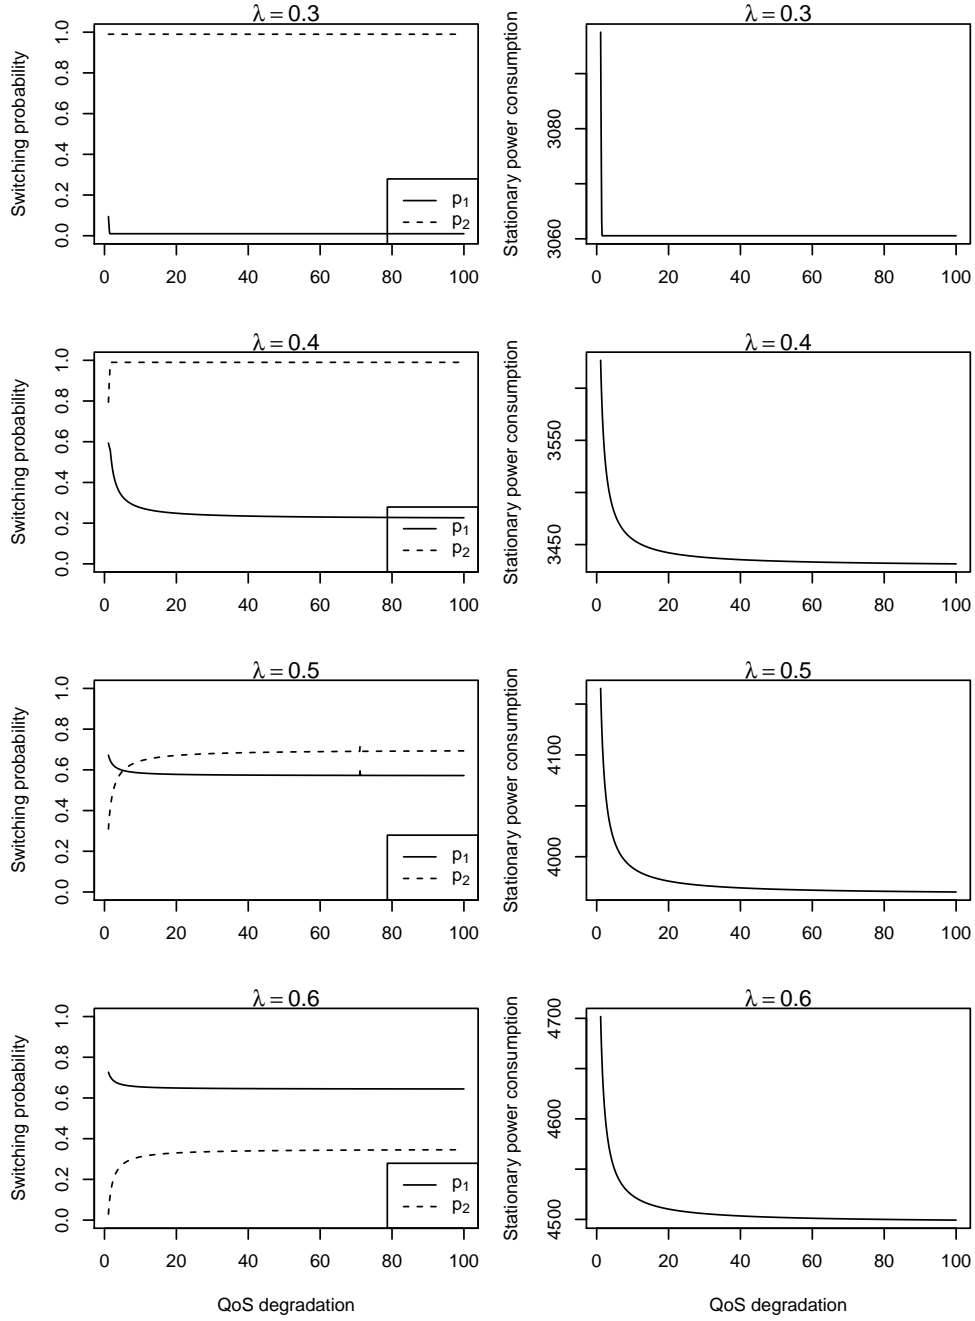 λ = 0.3
Switching probability
1.0
0.8
0.6
0.4
0.2
0.0
p1
p2
0 20 40 60 80 100
λ = 0.3
Stationary power consumption
3080
3060
0 20 40 60 80 100
λ = 0.4
Switching probability
1.0
0.8
0.6
0.4
0.2
0.0
p1
p2
0 20 40 60 80 100
λ = 0.4
Stationary power consumption
3550
3450
0 20 40 60 80 100
λ = 0.5
Switching probability
1.0
0.8
0.6
0.4
0.2
0.0
p1
p2
0 20 40 60 80 100
λ = 0.5
Stationary power consumption
4100
4000
0 20 40 60 80 100
λ = 0.6
Switching probability
1.0
0.8
0.6
0.4
0.2
0.0
p1
p2
0 20 40 60 80 100
QoS degradation
λ = 0.6
Stationary power consumption
4700
4600
4500
0 20 40 60 80 100
QoS degradation